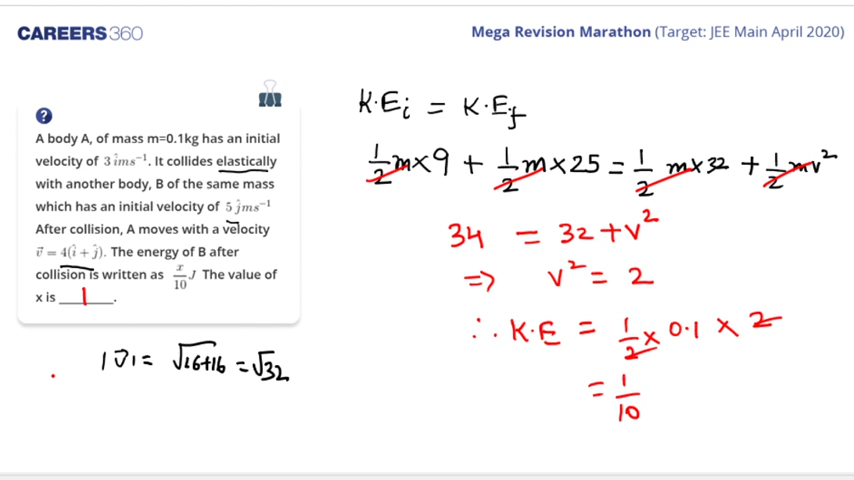 CAREERS360
Mega Revision Marathon (Target: JEE Main April 2020)
?
A body A, of mass m=0.1kg has an initial
velocity of 3 î ms⁻¹. It collides elastically
with another body, B of the same mass
which has an initial velocity of 5 ĵ ms⁻¹
After collision, A moves with a velocity
v⃗ = 4(î + ĵ). The energy of B after
collision is written as x/10 J The value of
x is __1__.
|v⃗| = √16+16 = √32
K.Ei = K.Ef
1/2 m×9 + 1/2 m×25 = 1/2 m×32 + 1/2 mv²
34 = 32+v²
=> v² = 2
∴ K.E = 1/2 × 0.1 × 2
= 1/10